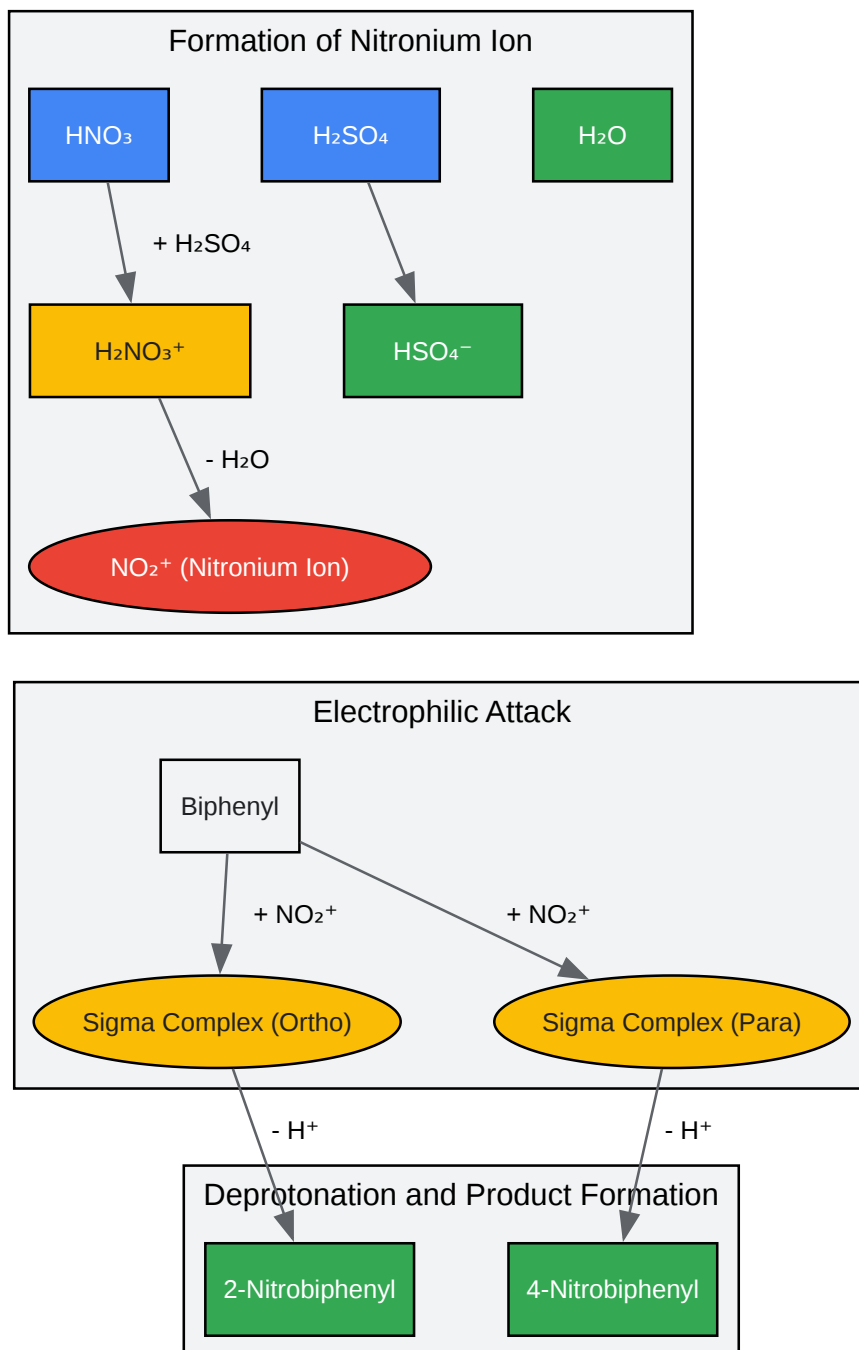 Formation of Nitronium Ion
HNO₃
H₂SO₄
H₂O
+ H₂SO₄
H₂NO₃⁺
HSO₄⁻
- H₂O
NO₂⁺ (Nitronium Ion)
Electrophilic Attack
Biphenyl
+ NO₂⁺
+ NO₂⁺
Sigma Complex (Ortho)
Sigma Complex (Para)
- H⁺
- H⁺
Deprotonation and Product Formation
2-Nitrobiphenyl
4-Nitrobiphenyl